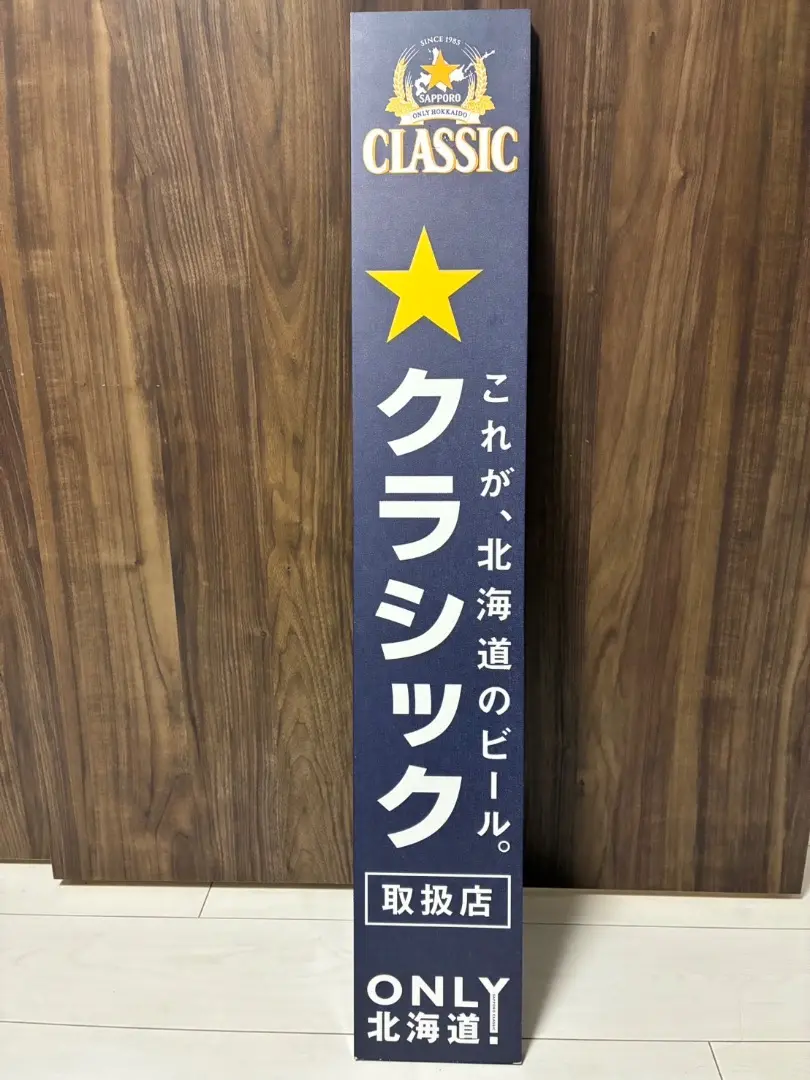 SINCE 1985
SAPPORO
ONLY HOKKAIDO
CLASSIC
これが、北海道のビール。
クラシック
取扱店
ONLY
北海道!